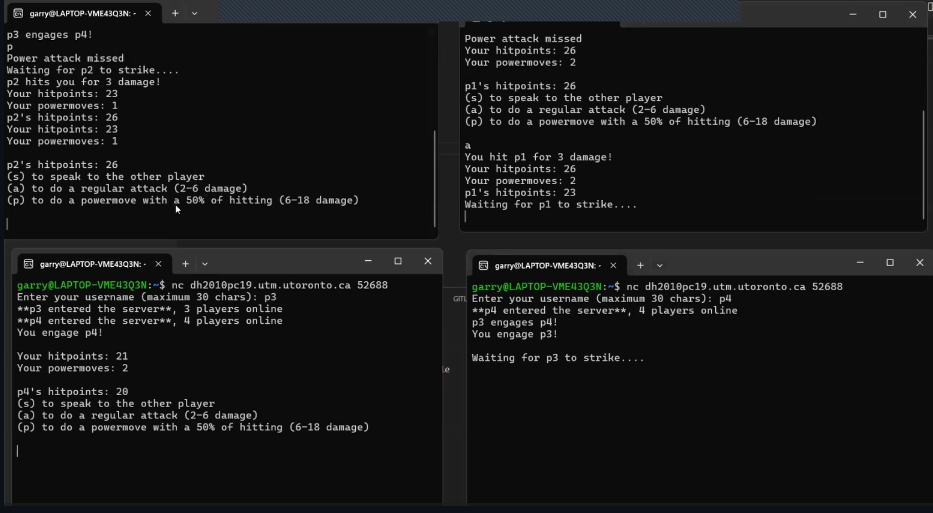 garry@LAPTOP-VME43Q3N: ~
p3 engages p4!
p
Power attack missed
Waiting for p2 to strike....
p2 hits you for 3 damage!
Your hitpoints: 23
Your powermoves: 1
p2's hitpoints: 26
Your hitpoints: 23
Your powermoves: 1
p2's hitpoints: 26
(s) to speak to the other player
(a) to do a regular attack (2-6 damage)
(p) to do a powermove with a 50% of hitting (6-18 damage)
Power attack missed
Your hitpoints: 26
Your powermoves: 2
p1's hitpoints: 26
(s) to speak to the other player
(a) to do a regular attack (2-6 damage)
(p) to do a powermove with a 50% of hitting (6-18 damage)
a
You hit p1 for 3 damage!
Your hitpoints: 26
Your powermoves: 2
p1's hitpoints: 23
Waiting for p1 to strike....
garry@LAPTOP-VME43Q3N: ~
garry@LAPTOP-VME43Q3N:~$ nc dh2010pc19.utm.utoronto.ca 52688
Enter your username (maximum 30 chars): p3
**p3 entered the server**, 3 players online
**p4 entered the server**, 4 players online
You engage p4!
Your hitpoints: 21
Your powermoves: 2
p4's hitpoints: 20
(s) to speak to the other player
(a) to do a regular attack (2-6 damage)
(p) to do a powermove with a 50% of hitting (6-18 damage)
garry@LAPTOP-VME43Q3N: ~
garry@LAPTOP-VME43Q3N:~$ nc dh2010pc19.utm.utoronto.ca 52688
Enter your username (maximum 30 chars): p4
**p4 entered the server**, 4 players online
p3 engages p4!
You engage p3!
Waiting for p3 to strike....